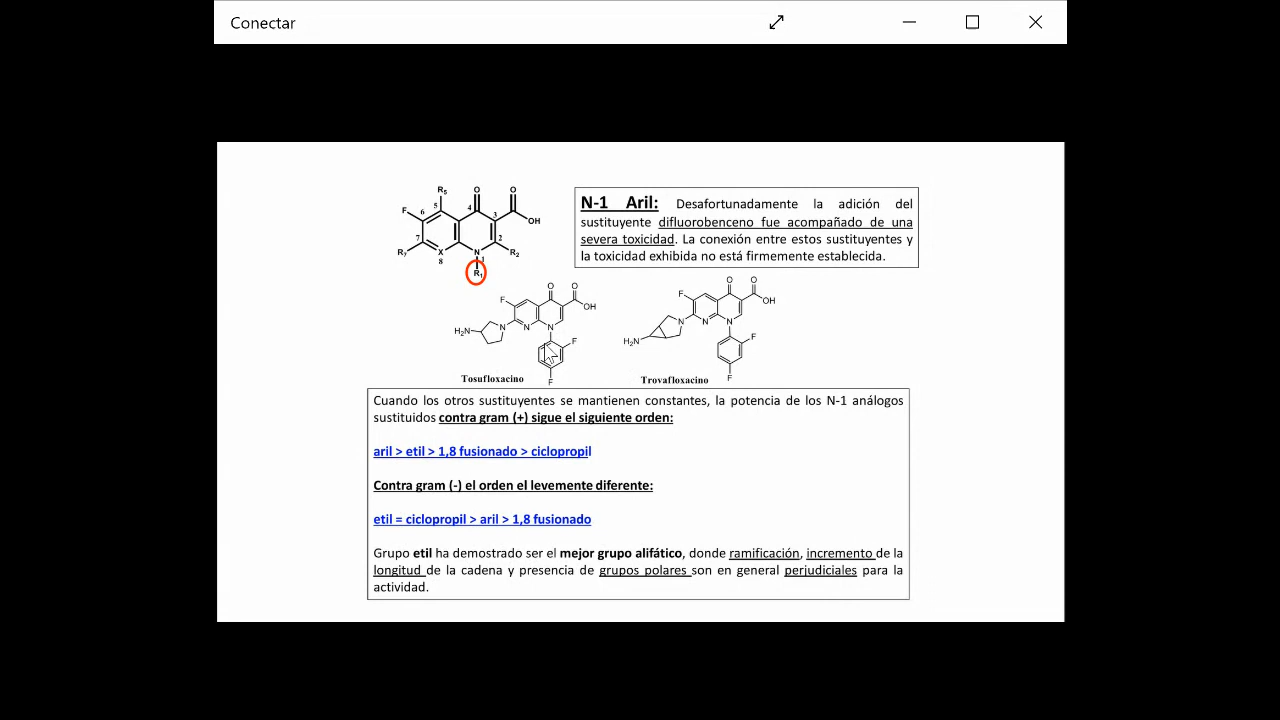 Conectar
R5
O
O
F
6
5
4
3
OH
7
2
R7
X
8
N
1
R2
R1
N-1 Aril: Desafortunadamente la adición del
sustituyente difluorobenceno fue acompañado de una
severa toxicidad. La conexión entre estos sustituyentes y
la toxicidad exhibida no está firmemente establecida.
O
O
F
OH
H2N
N
N
N
F
F
Tosufloxacino
O
O
F
OH
N
N
N
H2N
F
F
Trovafloxacino
Cuando los otros sustituyentes se mantienen constantes, la potencia de los N-1 análogos
sustituidos contra gram (+) sigue el siguiente orden:
aril > etil > 1,8 fusionado > ciclopropil
Contra gram (-) el orden el levemente diferente:
etil = ciclopropil > aril > 1,8 fusionado
Grupo etil ha demostrado ser el mejor grupo alifático, donde ramificación, incremento de la
longitud de la cadena y presencia de grupos polares son en general perjudiciales para la
actividad.